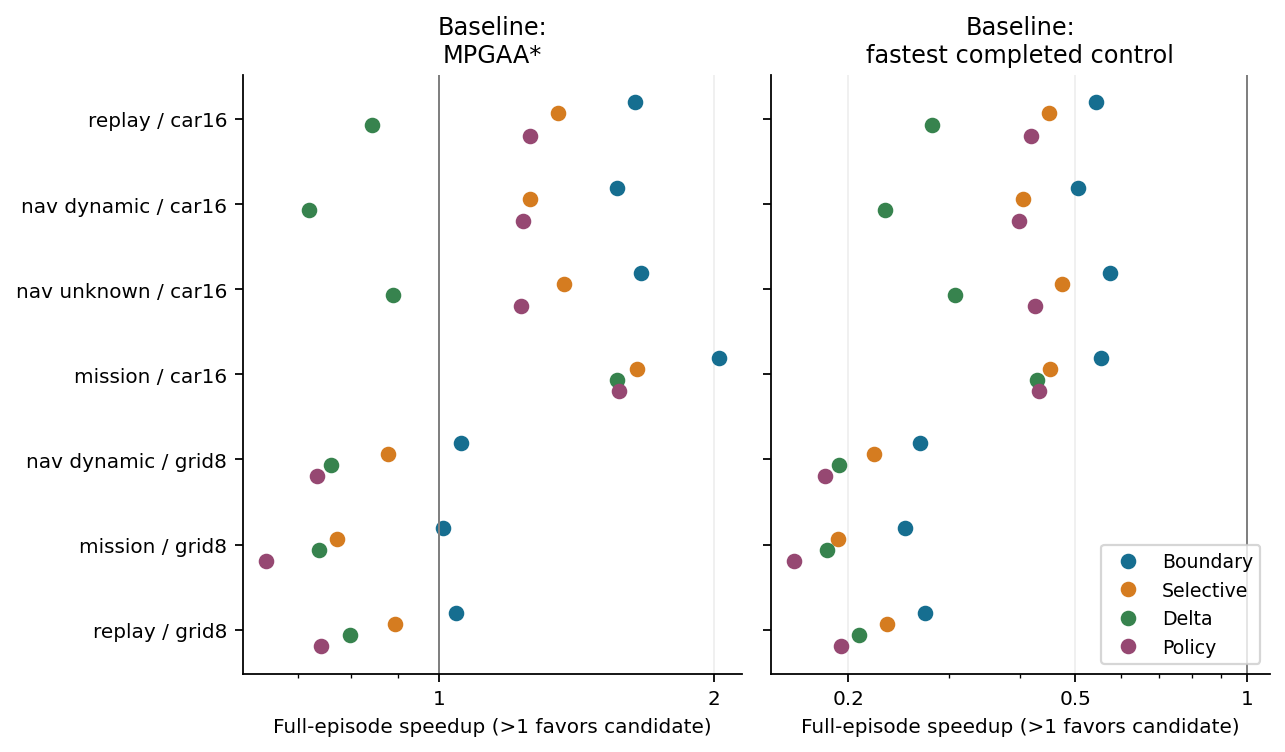 Baseline:
MPGAA*
Baseline:
fastest completed control
replay / car16
nav dynamic / car16
nav unknown / car16
mission / car16
nav dynamic / grid8
mission / grid8
replay / grid8
Boundary
Selective
Delta
Policy
1
2
0.2
0.5
1
Full-episode speedup (>1 favors candidate)
Full-episode speedup (>1 favors candidate)